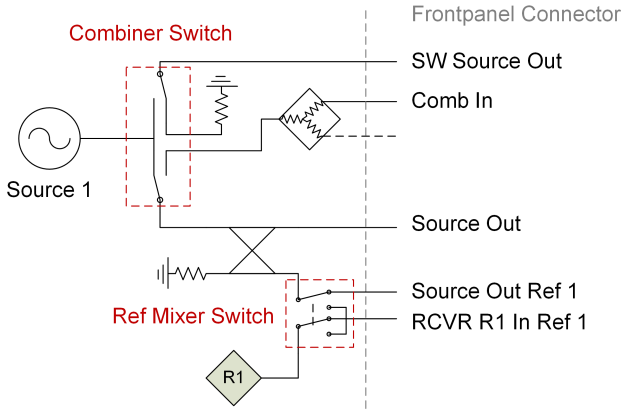 Frontpanel Connector
Combiner Switch
SW Source Out
Comb In
Source 1
Source Out
Source Out Ref 1
Ref Mixer Switch
RCVR R1 In Ref 1
R1